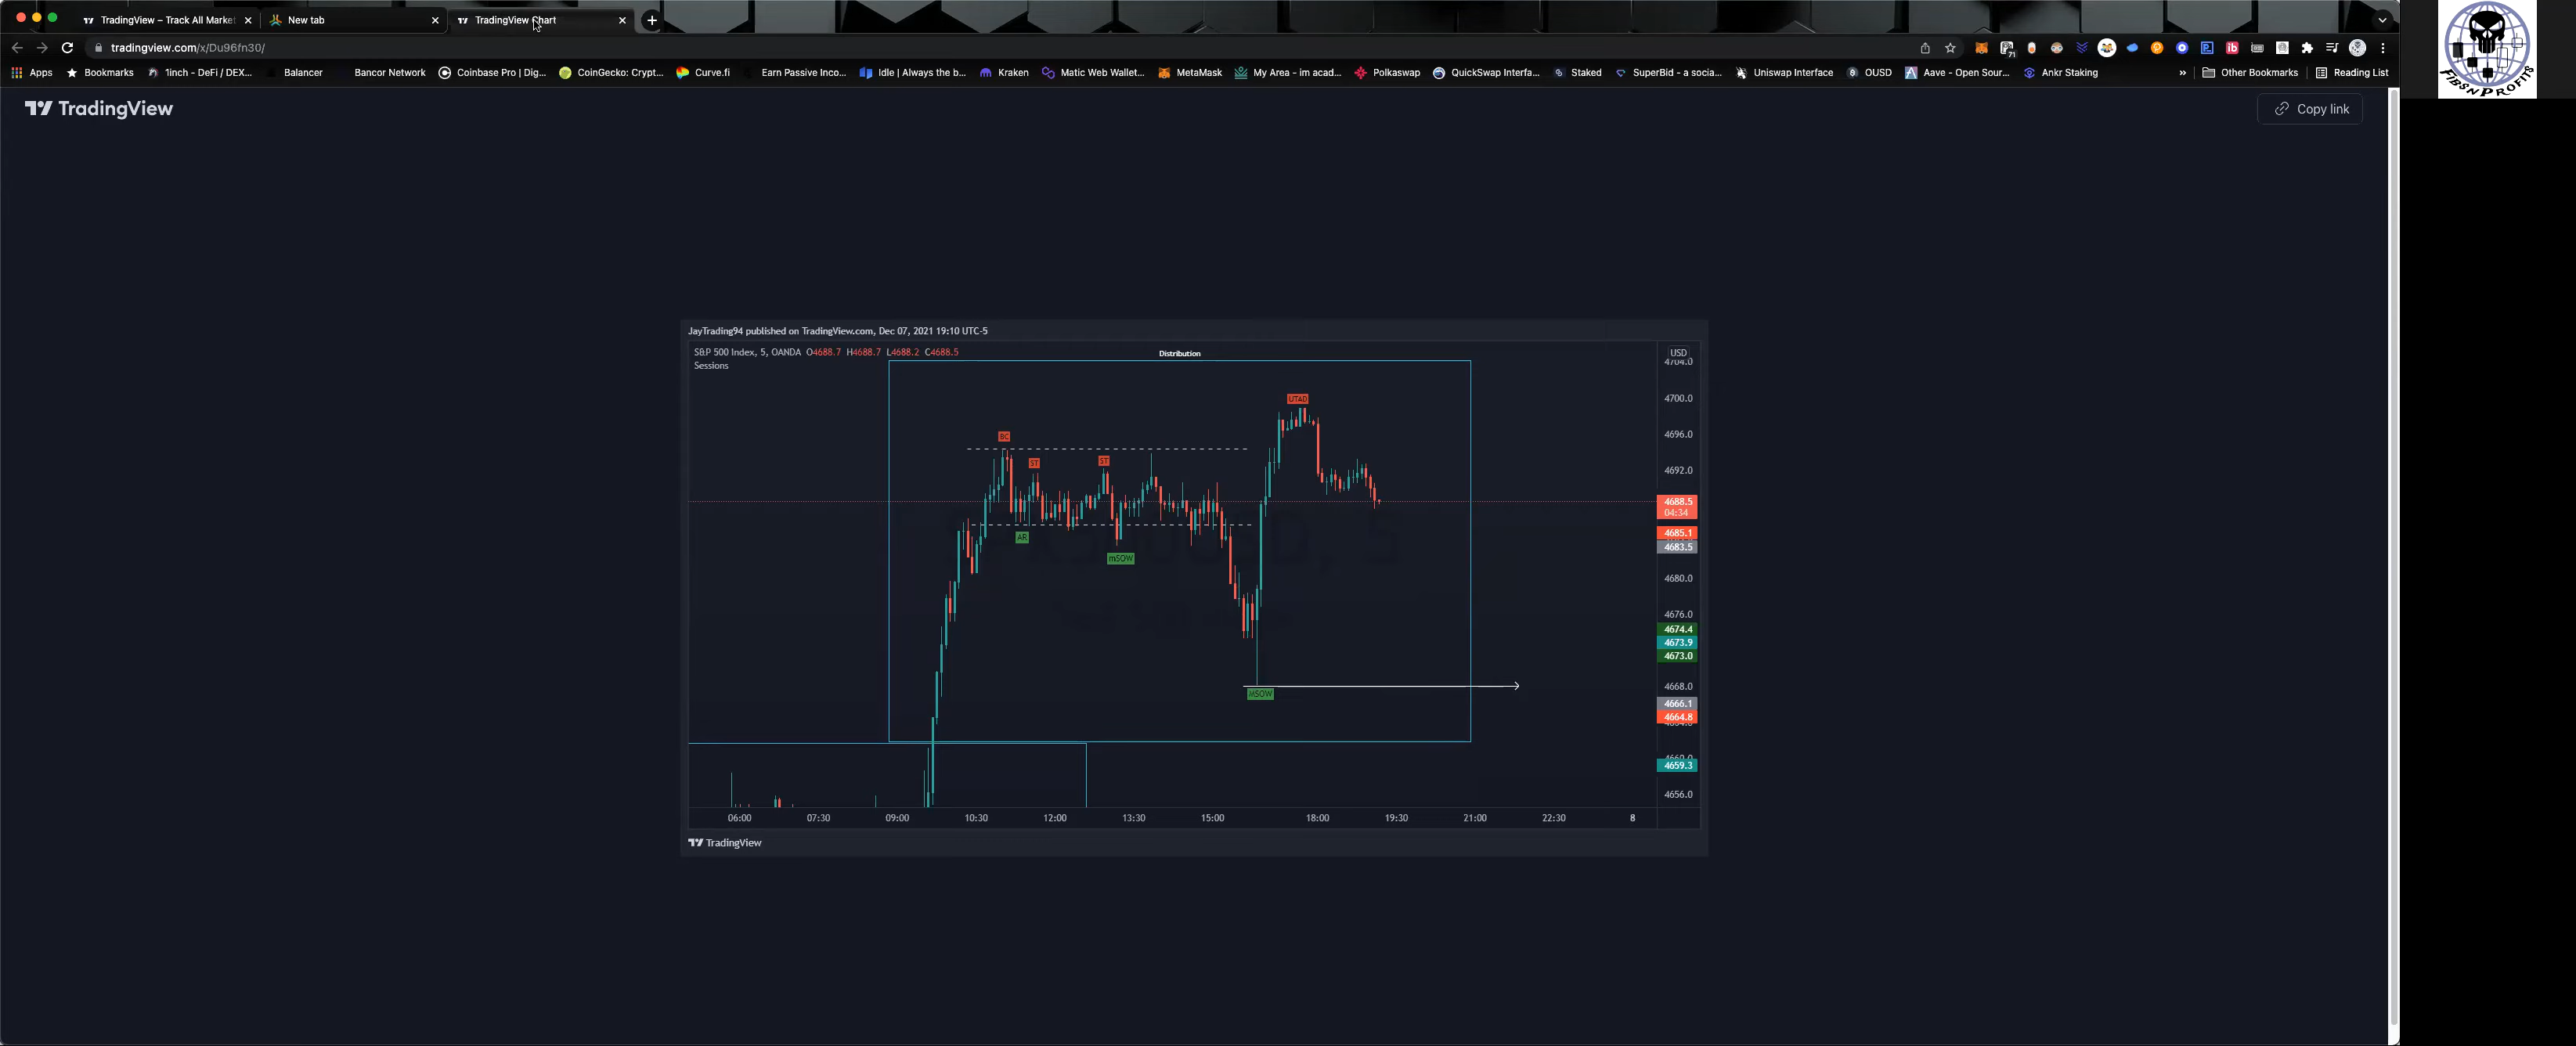 TradingView – Track All Market
New tab
TradingView Chart
tradingview.com/x/Du96fn30/
71
Apps
Bookmarks
1inch - DeFi / DEX...
Balancer
Bancor Network
Coinbase Pro | Dig...
CoinGecko: Crypt...
Curve.fi
Earn Passive Inco...
Idle | Always the b...
Kraken
Matic Web Wallet...
MetaMask
My Area - im acad...
Polkaswap
QuickSwap Interfa...
Staked
SuperBid - a socia...
Uniswap Interface
OUSD
Aave - Open Sour...
Ankr Staking
»
Other Bookmarks
Reading List
FIBSNPROFITS
TradingView
Copy link
JayTrading94 published on TradingView.com, Dec 07, 2021 19:10 UTC-5
S&P 500 Index, 5, OANDA O4688.7 H4688.7 L4688.2 C4688.5
Sessions
Distribution
USD
4704.0
4700.0
4696.0
4692.0
4688.5
04:34
4685.1
4683.5
4680.0
4676.0
4674.4
4673.9
4673.0
4668.0
4666.1
4664.8
4659.3
4656.0
UTAD
BC
ST
ST
AR
mSOW
MSOW
06:00
07:30
09:00
10:30
12:00
13:30
15:00
18:00
19:30
21:00
22:30
8
TradingView